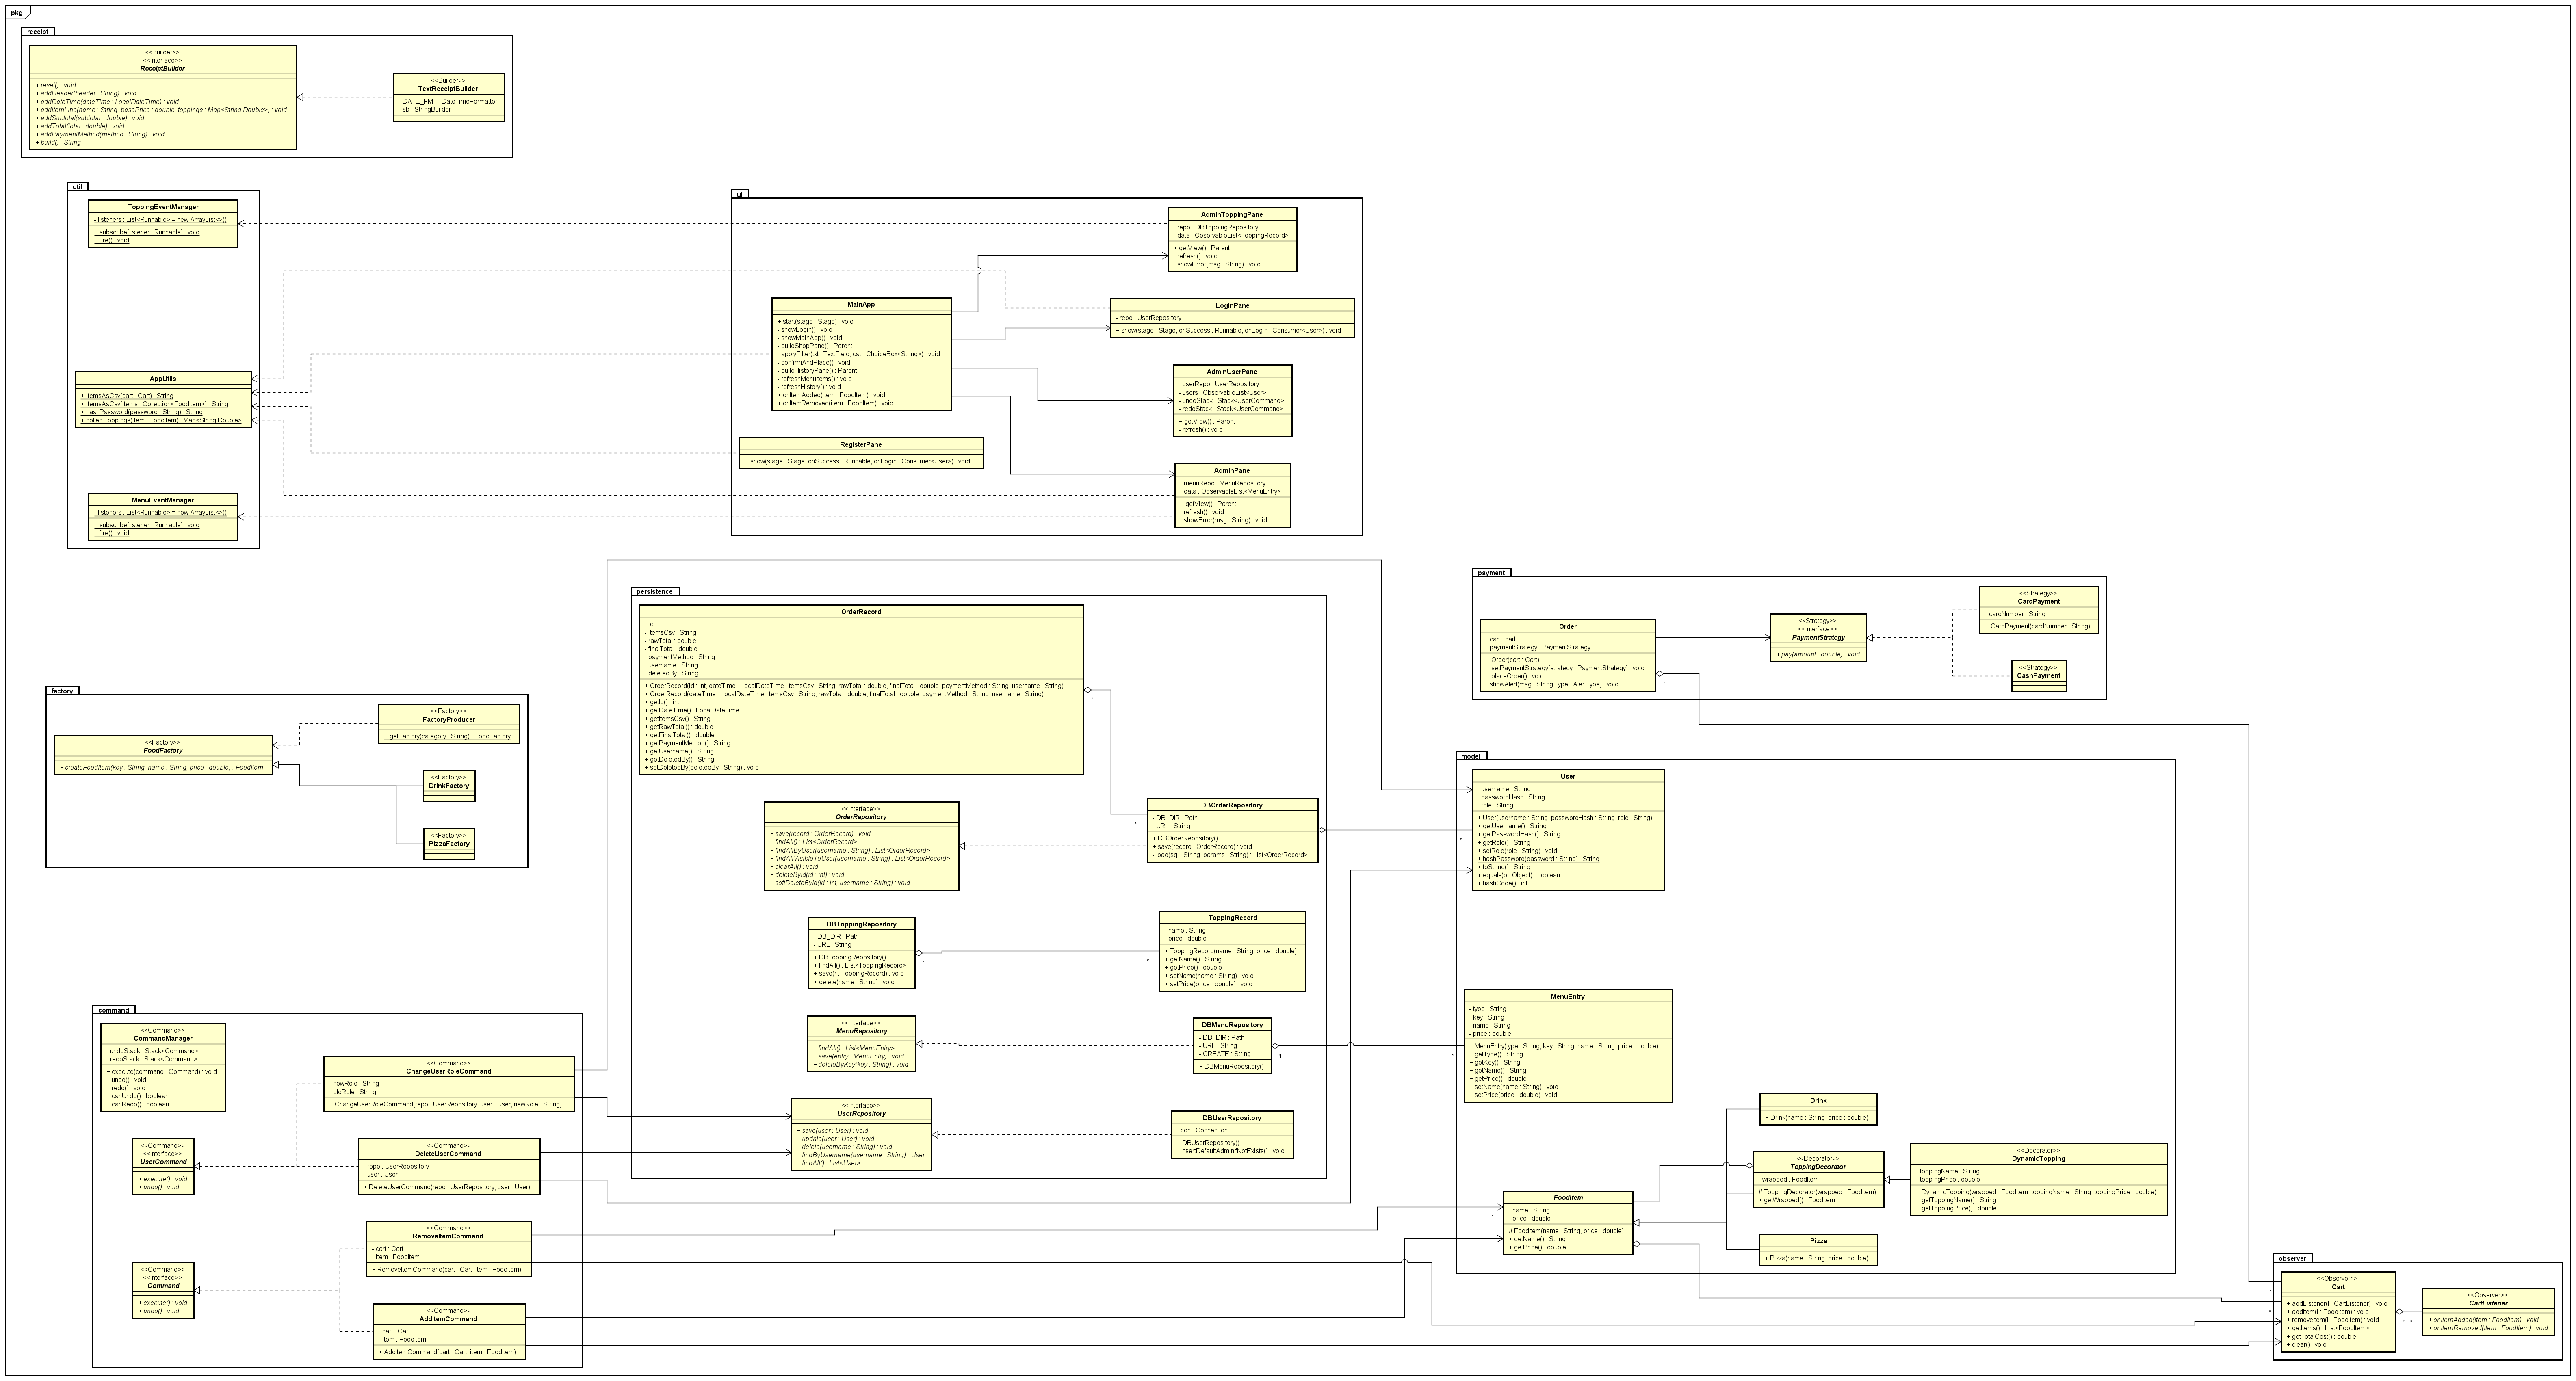 pkg
receipt
<<Builder>>
<<interface>>
ReceiptBuilder
+ reset() : void
+ addHeader(header : String) : void
+ addDateTime(dateTime : LocalDateTime) : void
+ addItemLine(name : String, basePrice : double, toppings : Map<String,Double>) : void
+ addSubtotal(subtotal : double) : void
+ addTotal(total : double) : void
+ addPaymentMethod(method : String) : void
+ build() : String
<<Builder>>
TextReceiptBuilder
- DATE_FMT : DateTimeFormatter
- sb : StringBuilder
util
ToppingEventManager
- listeners : List<Runnable> = new ArrayList<>()
+ subscribe(listener : Runnable) : void
+ fire() : void
AppUtils
+ itemsAsCsv(cart : Cart) : String
+ itemsAsCsv(items : Collection<FoodItem>) : String
+ hashPassword(password : String) : String
+ collectToppings(item : FoodItem) : Map<String,Double>
MenuEventManager
- listeners : List<Runnable> = new ArrayList<>()
+ subscribe(listener : Runnable) : void
+ fire() : void
ui
AdminToppingPane
- repo : DBToppingRepository
- data : ObservableList<ToppingRecord>
+ getView() : Parent
- refresh() : void
- showError(msg : String) : void
MainApp
+ start(stage : Stage) : void
- showLogin() : void
- showMainApp() : void
- buildShopPane() : Parent
- applyFilter(txt : TextField, cat : ChoiceBox<String>) : void
- confirmAndPlace() : void
- buildHistoryPane() : Parent
- refreshMenuItems() : void
- refreshHistory() : void
+ onItemAdded(item : FoodItem) : void
+ onItemRemoved(item : FoodItem) : void
LoginPane
- repo : UserRepository
+ show(stage : Stage, onSuccess : Runnable, onLogin : Consumer<User>) : void
AdminUserPane
- userRepo : UserRepository
- users : ObservableList<User>
- undoStack : Stack<UserCommand>
- redoStack : Stack<UserCommand>
+ getView() : Parent
- refresh() : void
RegisterPane
+ show(stage : Stage, onSuccess : Runnable, onLogin : Consumer<User>) : void
AdminPane
- menuRepo : MenuRepository
- data : ObservableList<MenuEntry>
+ getView() : Parent
- refresh() : void
- showError(msg : String) : void
payment
Order
- cart : cart
- paymentStrategy : PaymentStrategy
+ Order(cart : Cart)
+ setPaymentStrategy(strategy : PaymentStrategy) : void
+ placeOrder() : void
- showAlert(msg : String, type : AlertType) : void
1
<<Strategy>>
<<interface>>
PaymentStrategy
+ pay(amount : double) : void
<<Strategy>>
CardPayment
- cardNumber : String
+ CardPayment(cardNumber : String)
<<Strategy>>
CashPayment
persistence
OrderRecord
- id : int
- itemsCsv : String
- rawTotal : double
- finalTotal : double
- paymentMethod : String
- username : String
- deletedBy : String
+ OrderRecord(id : int, dateTime : LocalDateTime, itemsCsv : String, rawTotal : double, finalTotal : double, paymentMethod : String, username : String)
+ OrderRecord(dateTime : LocalDateTime, itemsCsv : String, rawTotal : double, finalTotal : double, paymentMethod : String, username : String)
+ getId() : int
+ getDateTime() : LocalDateTime
+ getItemsCsv() : String
+ getRawTotal() : double
+ getFinalTotal() : double
+ getPaymentMethod() : String
+ getUsername() : String
+ getDeletedBy() : String
+ setDeletedBy(deletedBy : String) : void
1
*
<<interface>>
OrderRepository
+ save(record : OrderRecord) : void
+ findAll() : List<OrderRecord>
+ findAllByUser(username : String) : List<OrderRecord>
+ findAllVisibleToUser(username : String) : List<OrderRecord>
+ clearAll() : void
+ deleteById(id : int) : void
+ softDeleteById(id : int, username : String) : void
DBOrderRepository
- DB_DIR : Path
- URL : String
+ DBOrderRepository()
+ save(record : OrderRecord) : void
- load(sql : String, params : String) : List<OrderRecord>
*
DBToppingRepository
- DB_DIR : Path
- URL : String
+ DBToppingRepository()
+ findAll() : List<ToppingRecord>
+ save(r : ToppingRecord) : void
+ delete(name : String) : void
1
*
ToppingRecord
- name : String
- price : double
+ ToppingRecord(name : String, price : double)
+ getName() : String
+ getPrice() : double
+ setName(name : String) : void
+ setPrice(price : double) : void
<<interface>>
MenuRepository
+ findAll() : List<MenuEntry>
+ save(entry : MenuEntry) : void
+ deleteByKey(key : String) : void
DBMenuRepository
- DB_DIR : Path
- URL : String
- CREATE : String
+ DBMenuRepository()
1
*
<<interface>>
UserRepository
+ save(user : User) : void
+ update(user : User) : void
+ delete(username : String) : void
+ findByUsername(username : String) : User
+ findAll() : List<User>
DBUserRepository
- con : Connection
+ DBUserRepository()
- insertDefaultAdminIfNotExists() : void
factory
<<Factory>>
FoodFactory
+ createFoodItem(key : String, name : String, price : double) : FoodItem
<<Factory>>
FactoryProducer
+ getFactory(category : String) : FoodFactory
<<Factory>>
DrinkFactory
<<Factory>>
PizzaFactory
command
<<Command>>
CommandManager
- undoStack : Stack<Command>
- redoStack : Stack<Command>
+ execute(command : Command) : void
+ undo() : void
+ redo() : void
+ canUndo() : boolean
+ canRedo() : boolean
<<Command>>
ChangeUserRoleCommand
- newRole : String
- oldRole : String
+ ChangeUserRoleCommand(repo : UserRepository, user : User, newRole : String)
<<Command>>
<<interface>>
UserCommand
+ execute() : void
+ undo() : void
<<Command>>
DeleteUserCommand
- repo : UserRepository
- user : User
+ DeleteUserCommand(repo : UserRepository, user : User)
<<Command>>
RemoveItemCommand
- cart : Cart
- item : FoodItem
+ RemoveItemCommand(cart : Cart, item : FoodItem)
<<Command>>
<<interface>>
Command
+ execute() : void
+ undo() : void
<<Command>>
AddItemCommand
- cart : Cart
- item : FoodItem
+ AddItemCommand(cart : Cart, item : FoodItem)
model
User
- username : String
- passwordHash : String
- role : String
+ User(username : String, passwordHash : String, role : String)
+ getUsername() : String
+ getPasswordHash() : String
+ getRole() : String
+ setRole(role : String) : void
+ hashPassword(password : String) : String
+ toString() : String
+ equals(o : Object) : boolean
+ hashCode() : int
MenuEntry
- type : String
- key : String
- name : String
- price : double
+ MenuEntry(type : String, key : String, name : String, price : double)
+ getType() : String
+ getKey() : String
+ getName() : String
+ getPrice() : double
+ setName(name : String) : void
+ setPrice(price : double) : void
Drink
+ Drink(name : String, price : double)
<<Decorator>>
ToppingDecorator
- wrapped : FoodItem
# ToppingDecorator(wrapped : FoodItem)
+ getWrapped() : FoodItem
<<Decorator>>
DynamicTopping
- toppingName : String
- toppingPrice : double
+ DynamicTopping(wrapped : FoodItem, toppingName : String, toppingPrice : double)
+ getToppingName() : String
+ getToppingPrice() : double
FoodItem
- name : String
- price : double
# FoodItem(name : String, price : double)
+ getName() : String
+ getPrice() : double
1
Pizza
+ Pizza(name : String, price : double)
observer
<<Observer>>
Cart
+ addListener(l : CartListener) : void
+ addItem(i : FoodItem) : void
+ removeItem(i : FoodItem) : void
+ getItems() : List<FoodItem>
+ getTotalCost() : double
+ clear() : void
1
*
1 *
<<Observer>>
CartListener
+ onItemAdded(item : FoodItem) : void
+ onItemRemoved(item : FoodItem) : void